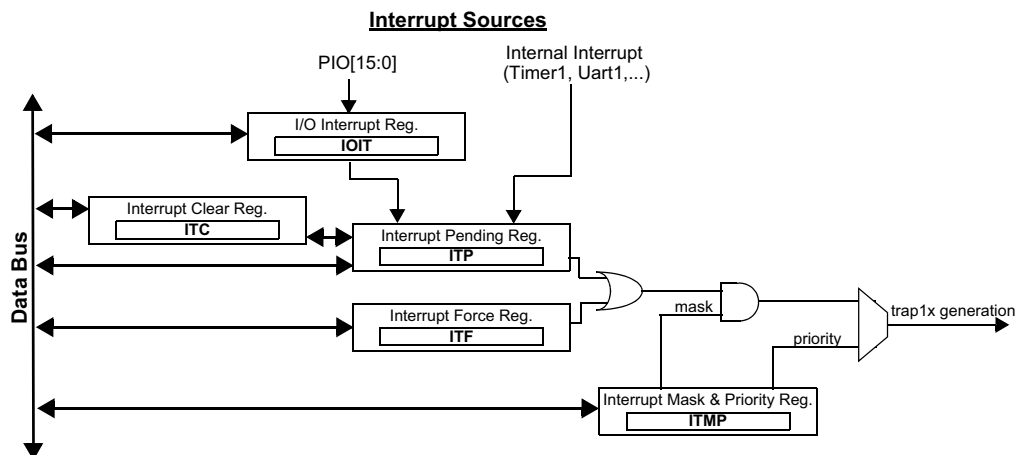 Interrupt Sources
PIO[15:0]
Internal Interrupt
(Timer1, Uart1,...)
I/O Interrupt Reg.
IOIT
Interrupt Clear Reg.
ITC
Interrupt Pending Reg.
ITP
Data Bus
Interrupt Force Reg.
ITF
mask
trap1x generation
priority
Interrupt Mask & Priority Reg.
ITMP